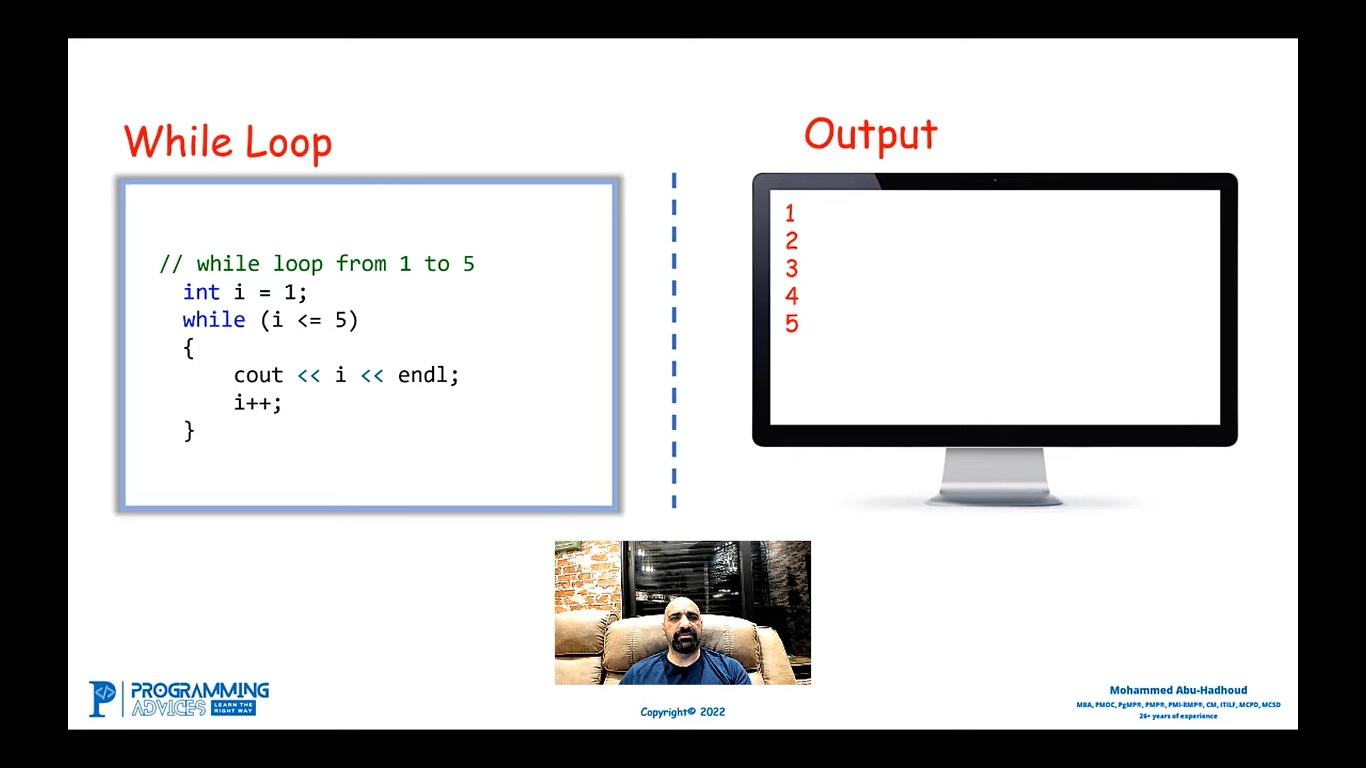 While Loop
// while loop from 1 to 5
int i = 1;
while (i <= 5)
{
cout << i << endl;
i++;
}
Output
1
2
3
4
5
PROGRAMMING
ADVICES
LEARN THE
RIGHT WAY
Copyright© 2022
Mohammed Abu-Hadhoud
MBA, PMOC, PgMP®, PMP®, PMI-RMP®, CM, ITILF, MCPD, MCSD
26+ years of experience